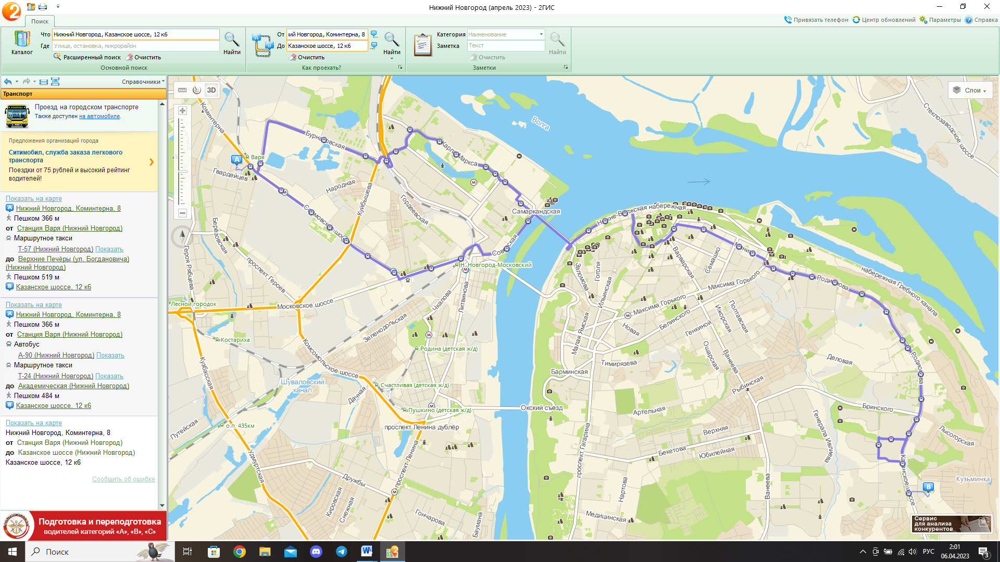 Нижний Новгород (апрель 2023) - 2ГИС
Поиск
Привязать телефон
Центр обновлений
Параметры
Справка
Каталог
Что
Нижний Новгород, Казанское шоссе, 12 к6
Где
Улица, остановка, микрорайон
Расширенный поиск
Очистить
Найти
Основной поиск
От
ий Новгород, Коминтерна, 8
До
Казанское шоссе, 12 к6
Очистить
Найти
Как проехать?
Категория
Наименование
Заметка
Текст
Очистить
Найти
Заметки
Справочники
Транспорт
Проезд на городском транспорте
Также доступен на автомобиле.
Предложения организаций города
Ситимобил, служба заказа легкового
транспорта
Поездки от 75 рублей и высокий рейтинг
водителей!
Показать на карте
A Нижний Новгород, Коминтерна, 8
Пешком 366 м
от Станция Варя (Нижний Новгород)
Маршрутное такси
Т-57 (Нижний Новгород) Показать
до Верхние Печёры (ул. Богдановича)
(Нижний Новгород)
Пешком 519 м
B Казанское шоссе, 12 к6
Показать на карте
A Нижний Новгород, Коминтерна, 8
Пешком 366 м
от Станция Варя (Нижний Новгород)
Автобус
А-90 (Нижний Новгород) Показать
Маршрутное такси
Т-24 (Нижний Новгород) Показать
до Академическая (Нижний Новгород)
Пешком 484 м
B Казанское шоссе, 12 к6
Показать на карте
Нижний Новгород, Коминтерна, 8
от Станция Варя (Нижний Новгород)
до Казанское шоссе (Нижний Новгород)
Казанское шоссе, 12 к6
Сообщить об ошибке
Подготовка и переподготовка
водителей категорий «А», «В», «С»
3D
Слои
Коминтерна
Бурнаковская
Волга
Стеклозаводское шоссе
A
Варя
Гвардейцев
Карла Маркса
Народная
Куйбышева
Гордеевская
Сормовское шоссе
Самаркандская
Нижне-Волжская набережная
Берёзовская
Героя Рябцева
проспект Героев
Советская
Н. Новгород-Московский
Заломова
Гоголя
Ильинская
Варварская
Семашко
Максима Горького
Родионова
набережная Гребного канала
Лесной городок
Московское шоссе
Чкалова
Литвинова
Зеленодольская
Максима Горького
Белинского
Новая
Генкиной
Ижорская
Полтавская
Малая Ямская
Костариха
Родина (детская ж/д)
Комсомольское шоссе
Кузбасская
Шуваловский
канал
Счастливая (детская ж/д)
Дачная
Барминская
Тимирязева
Ошарская
Ванеева
Рыбинская
Деловая
Родионова
Пушкино (детская ж/д)
Окский съезд
Артельная
Бринского
Путейская
о.п. 435км
проспект Ленина дублёр
Верхняя
Генерала Ивлиева
Лысогорская
Удмуртская
проспект Ленина
проспект Гагарина
Бекетова
Юбилейная
Казанское шоссе
Кузьминка
Дружбы
Кировская
Снежная
Нартова
Ванеева
B
Гончарова
Баумана
Медицинская
Сервис
для анализа
конкурентов
18+
Поиск
РУС
2:01
06.04.2023
3